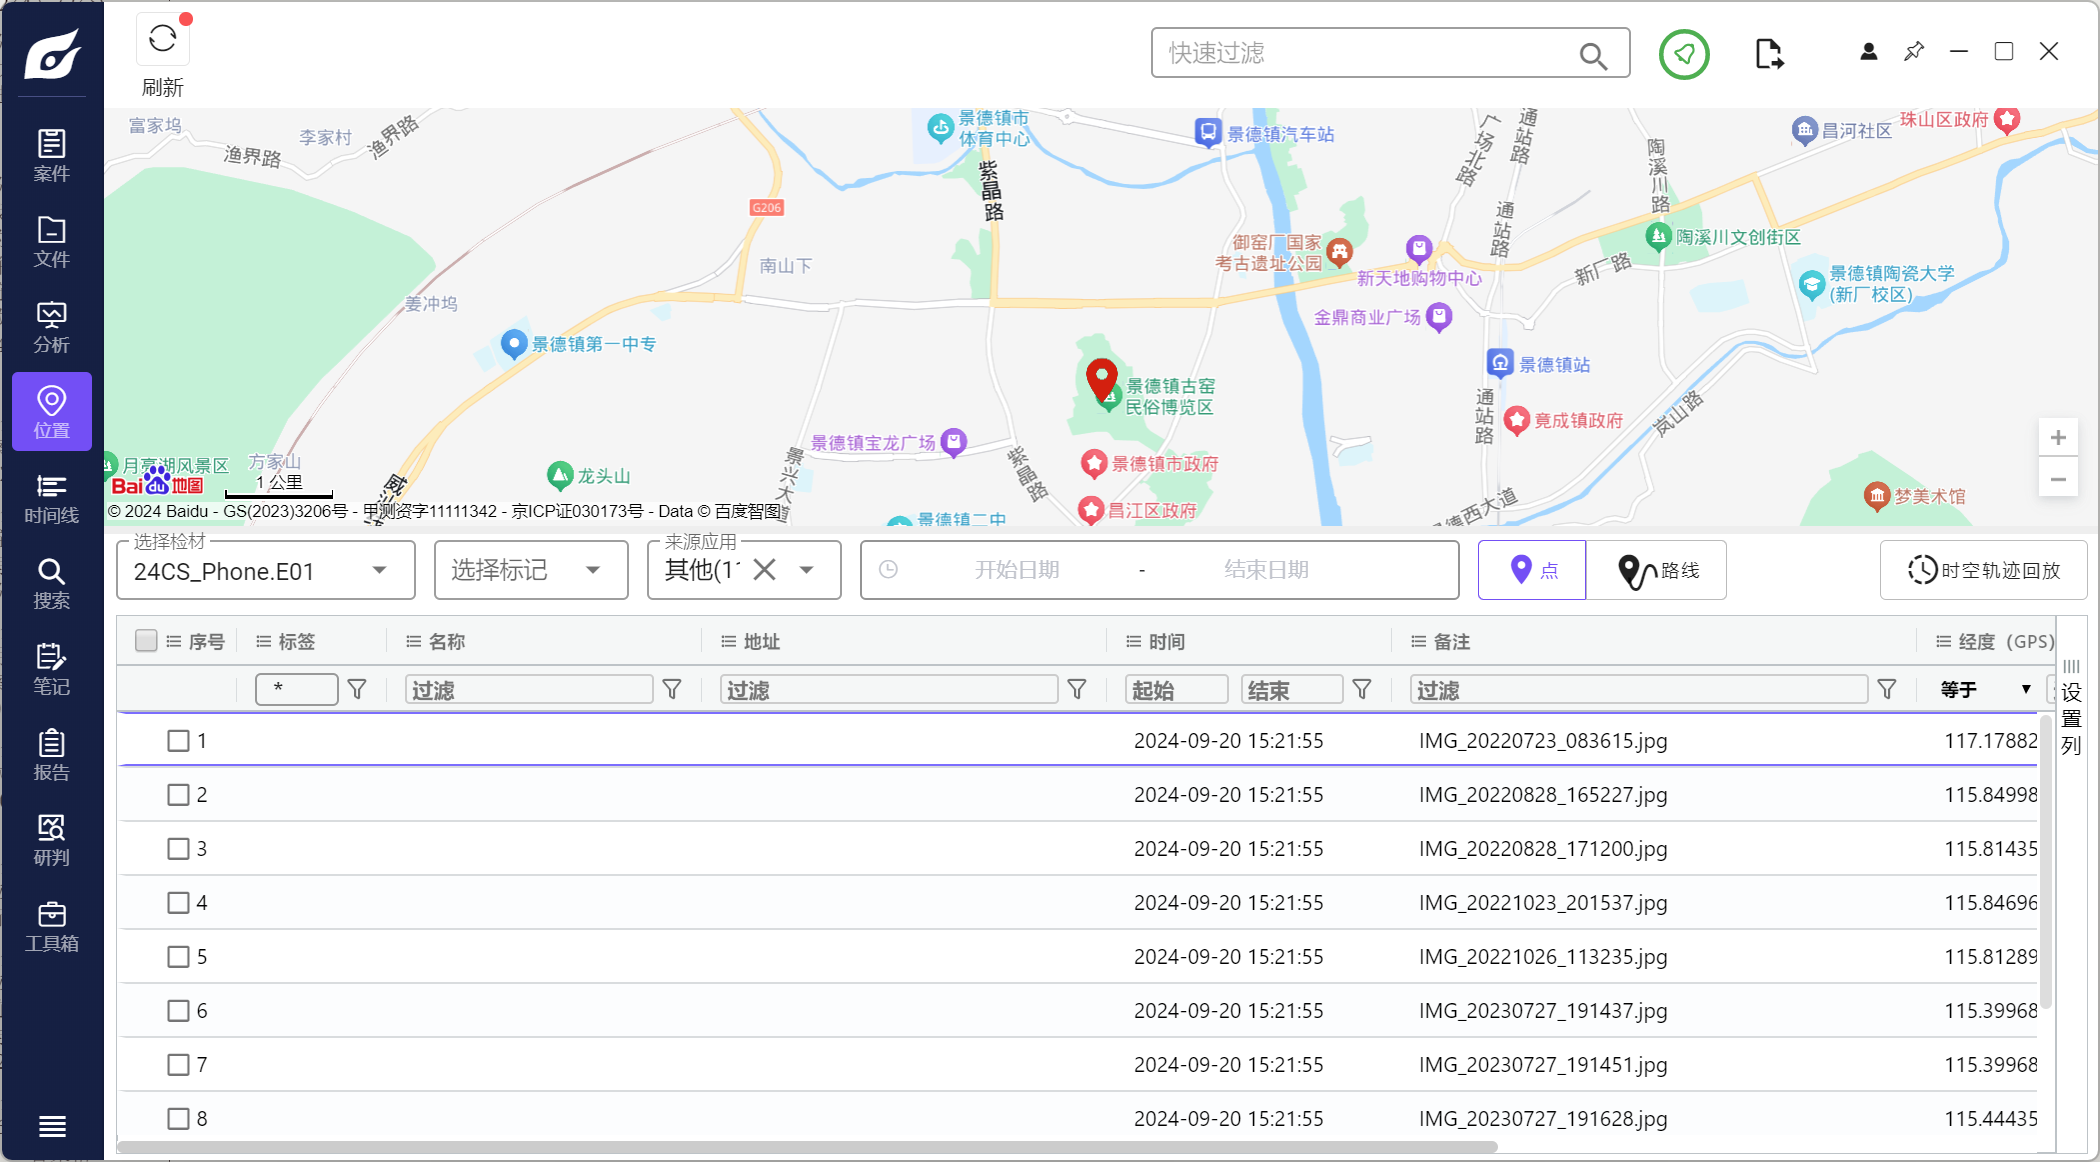 刷新
快速过滤
案件
文件
分析
位置
时间线
搜索
笔记
报告
研判
工具箱
富家坞
李家村
渔界路
渔界路
景德镇市
体育中心
紫晶路
G206
景德镇汽车站
广场北路
通站路
陶溪川路
昌河社区
珠山区政府
南山下
姜冲坞
御窑厂国家
考古遗址公园
新天地购物中心
通站路
新厂路
陶溪川文创街区
景德镇陶瓷大学
(新厂校区)
景德镇第一中专
金鼎商业广场
景德镇站
景德镇古窑
民俗博览区
通站路
竟成镇政府
岚山路
景德镇宝龙广场
景兴大道
紫晶路
景德镇市政府
昌江区政府
月亮湖风景区
方家山
龙头山
景德镇二中
景德西大道
梦美术馆
Bai du 地图
1 公里
© 2024 Baidu - GS(2023)3206号 - 甲测资字11111342 - 京ICP证030173号 - Data © 百度智图
选择检材
24CS_Phone.E01
选择标记
来源应用
其他(1
开始日期 - 结束日期
点
路线
时空轨迹回放
序号 标签 名称 地址 时间 备注 经度（GPS)
* 过滤 过滤 起始 结束 过滤 等于
设置列
1 2024-09-20 15:21:55 IMG_20220723_083615.jpg 117.17882
2 2024-09-20 15:21:55 IMG_20220828_165227.jpg 115.84998
3 2024-09-20 15:21:55 IMG_20220828_171200.jpg 115.81435
4 2024-09-20 15:21:55 IMG_20221023_201537.jpg 115.84696
5 2024-09-20 15:21:55 IMG_20221026_113235.jpg 115.81289
6 2024-09-20 15:21:55 IMG_20230727_191437.jpg 115.39968
7 2024-09-20 15:21:55 IMG_20230727_191451.jpg 115.39968
8 2024-09-20 15:21:55 IMG_20230727_191628.jpg 115.44435